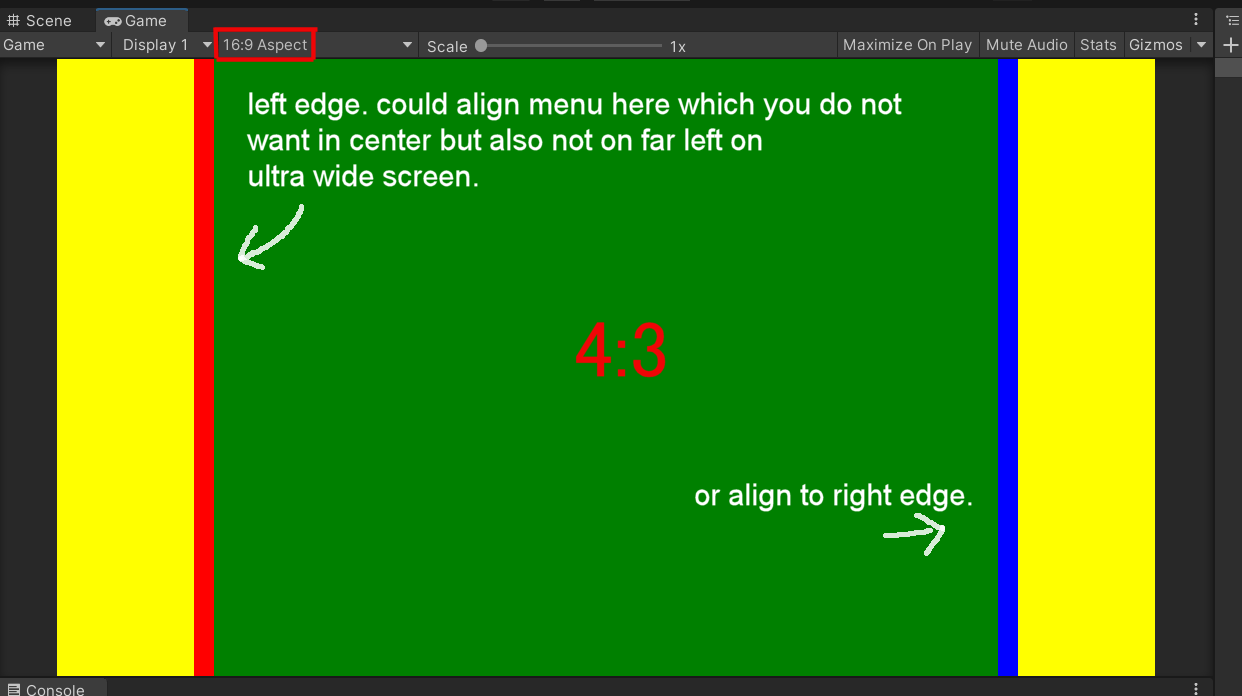 Scene
Game
Game
Display 1
16:9 Aspect
Scale
1x
Maximize On Play
Mute Audio
Stats
Gizmos
left edge. could align menu here which you do not
want in center but also not on far left on
ultra wide screen.
4:3
or align to right edge.
Console